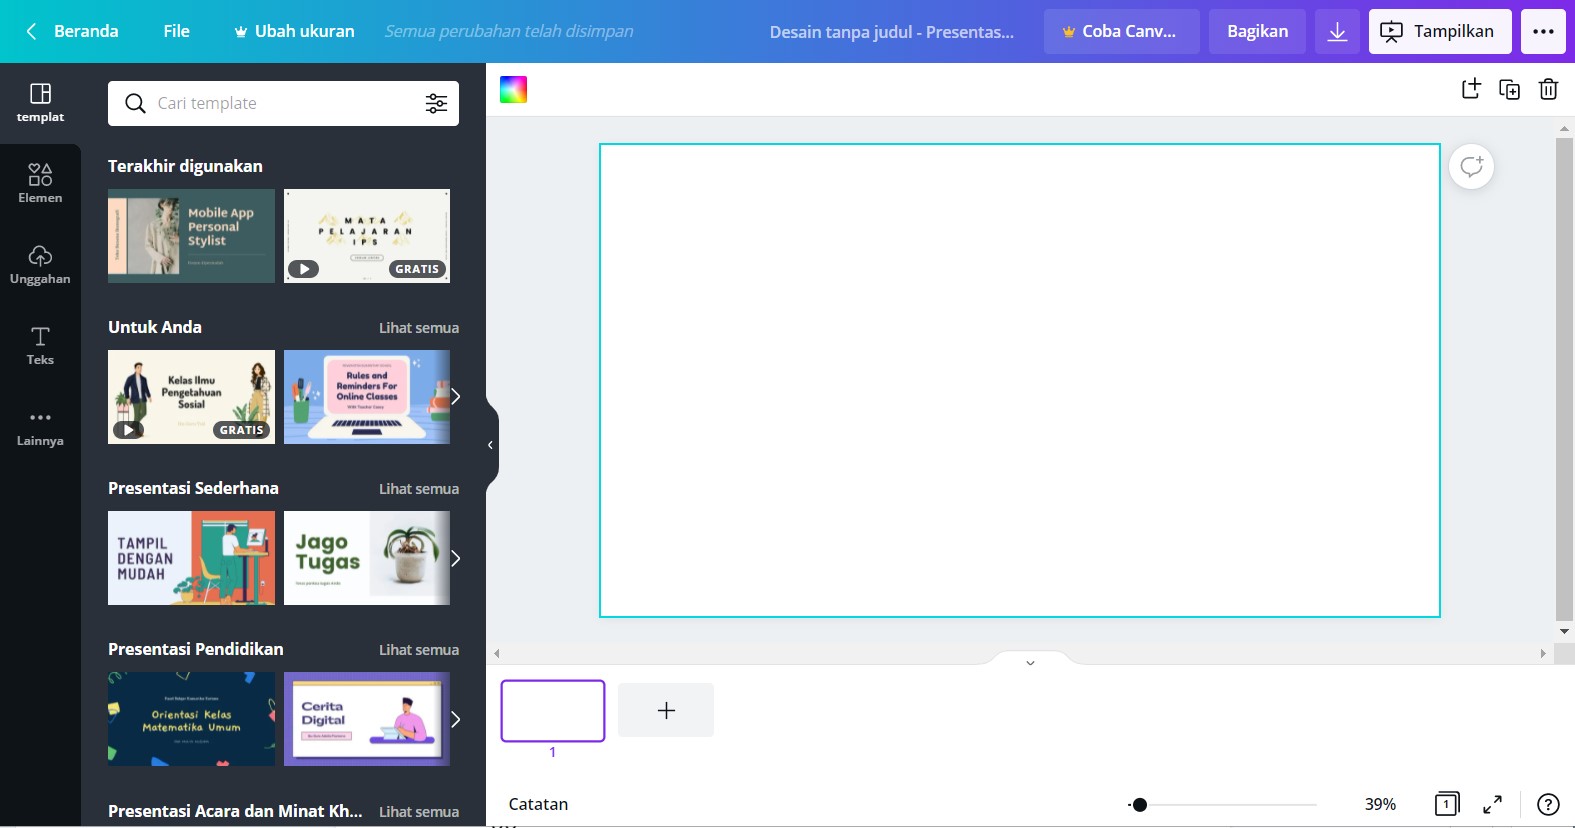 Beranda
File
Ubah ukuran
Semua perubahan telah disimpan
Desain tanpa judul - Presentas...
Coba Canv...
Bagikan
Tampilkan
templat
Elemen
Unggahan
Teks
Lainnya
Cari template
Terakhir digunakan
Mobile App
Personal
Stylist
MATA
PELAJARAN
IPS
GRATIS
Untuk Anda
Lihat semua
Kelas Ilmu
Pengetahuan
Sosial
GRATIS
Rules and
Reminders For
Online Classes
With Teacher Casey
Presentasi Sederhana
Lihat semua
TAMPIL
DENGAN
MUDAH
Jago
Tugas
Presentasi Pendidikan
Lihat semua
Orientasi Kelas
Matematika Umum
Cerita
Digital
Presentasi Acara dan Minat Kh...
Lihat semua
1
Catatan
39%
1